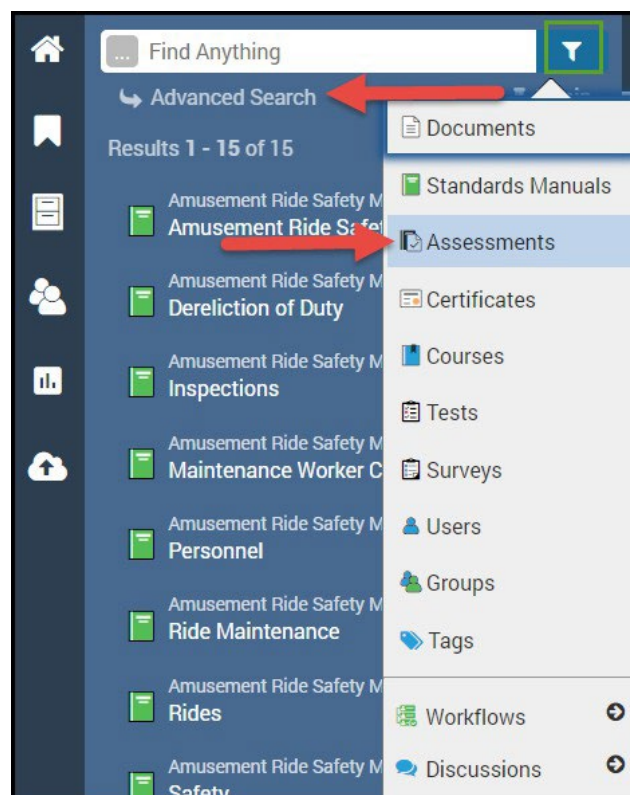 ... Find Anything
Advanced Search
Results 1 - 15 of 15
Amusement Ride Safety M
Amusement Ride Safet
Amusement Ride Safety M
Dereliction of Duty
Amusement Ride Safety M
Inspections
Amusement Ride Safety M
Maintenance Worker C
Amusement Ride Safety M
Personnel
Amusement Ride Safety M
Ride Maintenance
Amusement Ride Safety M
Rides
Amusement Ride Safety M
Safety
Documents
Standards Manuals
Assessments
Certificates
Courses
Tests
Surveys
Users
Groups
Tags
Workflows
Discussions